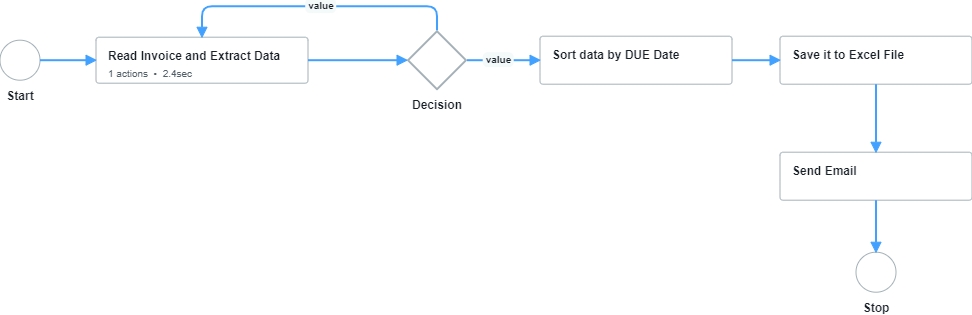 value
Read Invoice and Extract Data
1 actions • 2.4sec
Start
value
Decision
Sort data by DUE Date
Save it to Excel File
Send Email
Stop